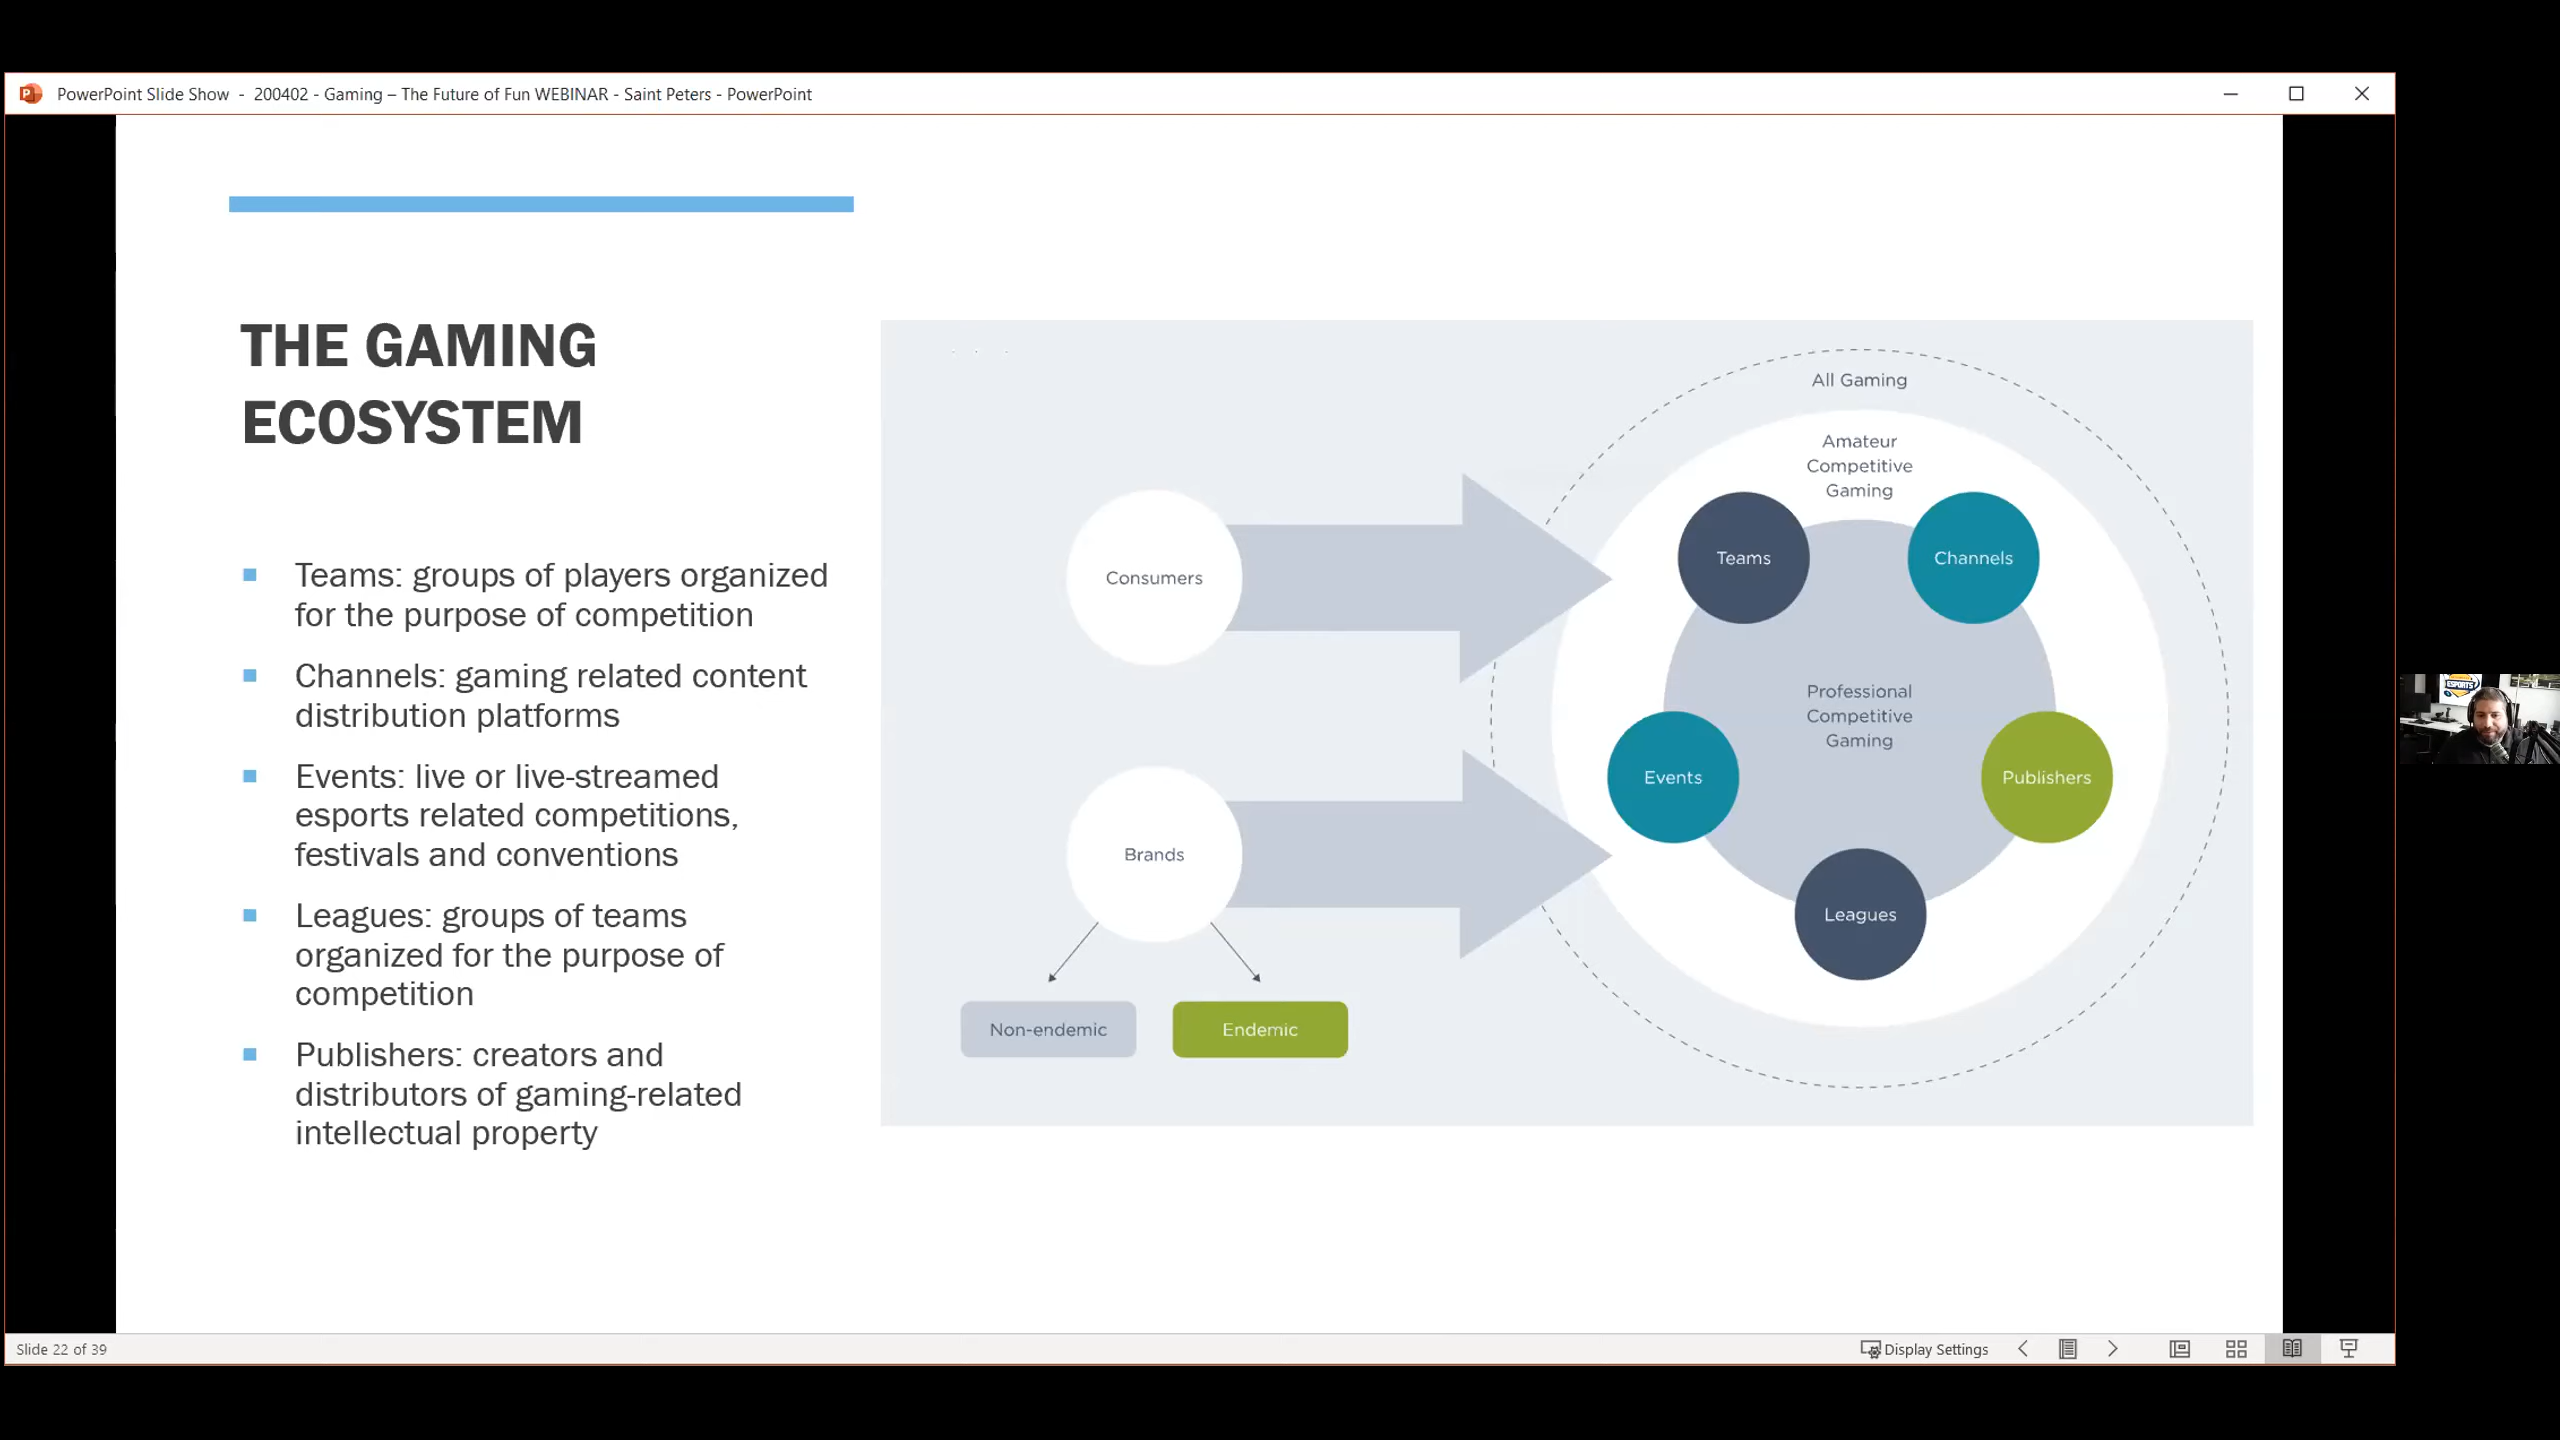 PowerPoint Slide Show - 200402 - Gaming – The Future of Fun WEBINAR - Saint Peters - PowerPoint
THE GAMING
ECOSYSTEM
Teams: groups of players organized
for the purpose of competition
Channels: gaming related content
distribution platforms
Events: live or live-streamed
esports related competitions,
festivals and conventions
Leagues: groups of teams
organized for the purpose of
competition
Publishers: creators and
distributors of gaming-related
intellectual property
Consumers
Brands
Non-endemic
Endemic
All Gaming
Amateur
Competitive
Gaming
Teams
Channels
Professional
Competitive
Gaming
Events
Publishers
Leagues
ESPORTS
Slide 22 of 39
Display Settings